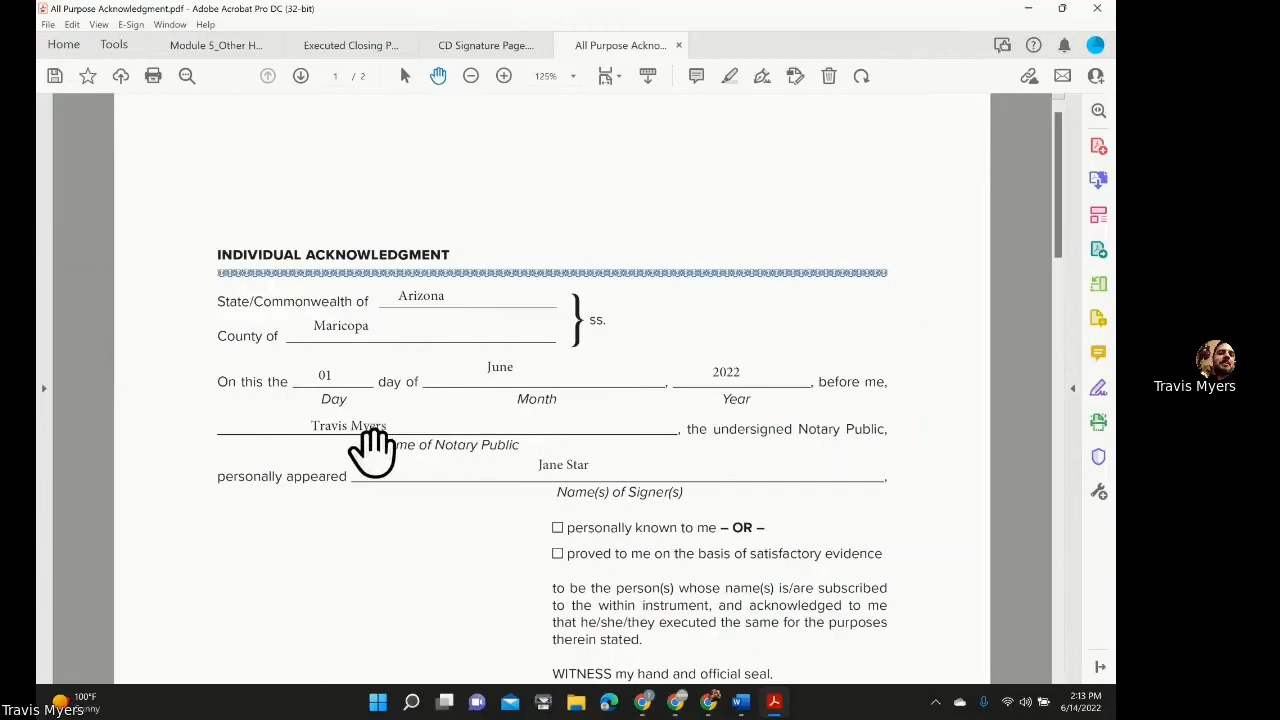 All Purpose Acknowledgment.pdf - Adobe Acrobat Pro DC (32-bit)
File Edit View E-Sign Window Help
Home Tools Module 5_Other H... Executed Closing P... CD Signature Page.... All Purpose Ackno... ×
1 / 2 125%
INDIVIDUAL ACKNOWLEDGMENT
State/Commonwealth of Arizona
County of Maricopa
} ss.
On this the 01 day of June, 2022, before me,
Day Month Year
Travis Myers, the undersigned Notary Public,
me of Notary Public
personally appeared Jane Star,
Name(s) of Signer(s)
☐ personally known to me – OR –
☐ proved to me on the basis of satisfactory evidence
to be the person(s) whose name(s) is/are subscribed
to the within instrument, and acknowledged to me
that he/she/they executed the same for the purposes
therein stated.
WITNESS my hand and official seal.
Travis Myers
100°F
Travis Myers
2:13 PM
6/14/2022